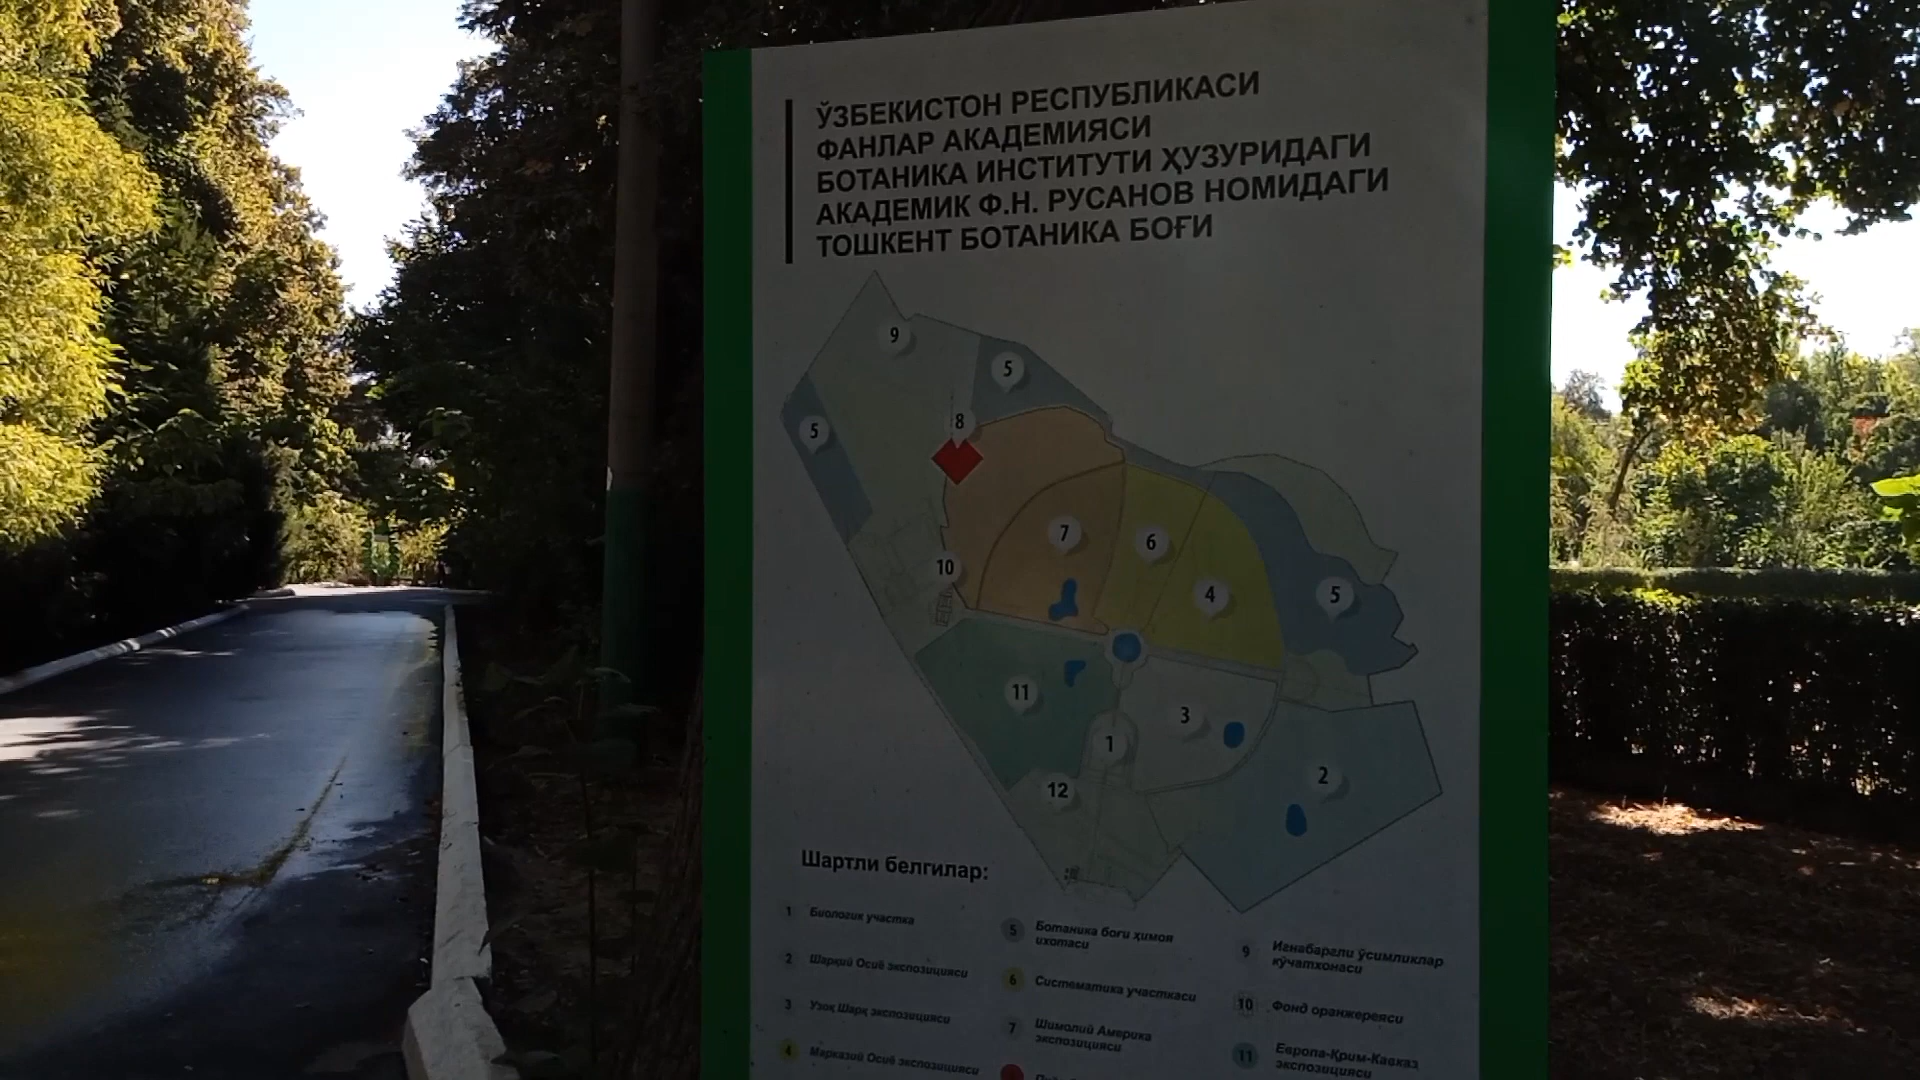 ЎЗБЕКИСТОН РЕСПУБЛИКАСИ
ФАНЛАР АКАДЕМИЯСИ
БОТАНИКА ИНСТИТУТИ ҲУЗУРИДАГИ
АКАДЕМИК Ф.Н. РУСАНОВ НОМИДАГИ
ТОШКЕНТ БОТАНИКА БОҒИ
9
5
8
5
7
6
10
4
5
11
3
1
2
12
Шартли белгилар:
1 Биологик участка
2 Шарқий Осиё экспозицияси
3 Узоқ Шарқ экспозицияси
4 Марказий Осиё экспозицияси
5 Ботаника боғи ҳимоя
ихотаси
6 Систематика участкаси
7 Шимолий Америка
экспозицияси
9 Игнабаргли ўсимликлар
кўчатхонаси
10 Фонд оранжереяси
11 Европа-Қрим-Кавказ
экспозицияси